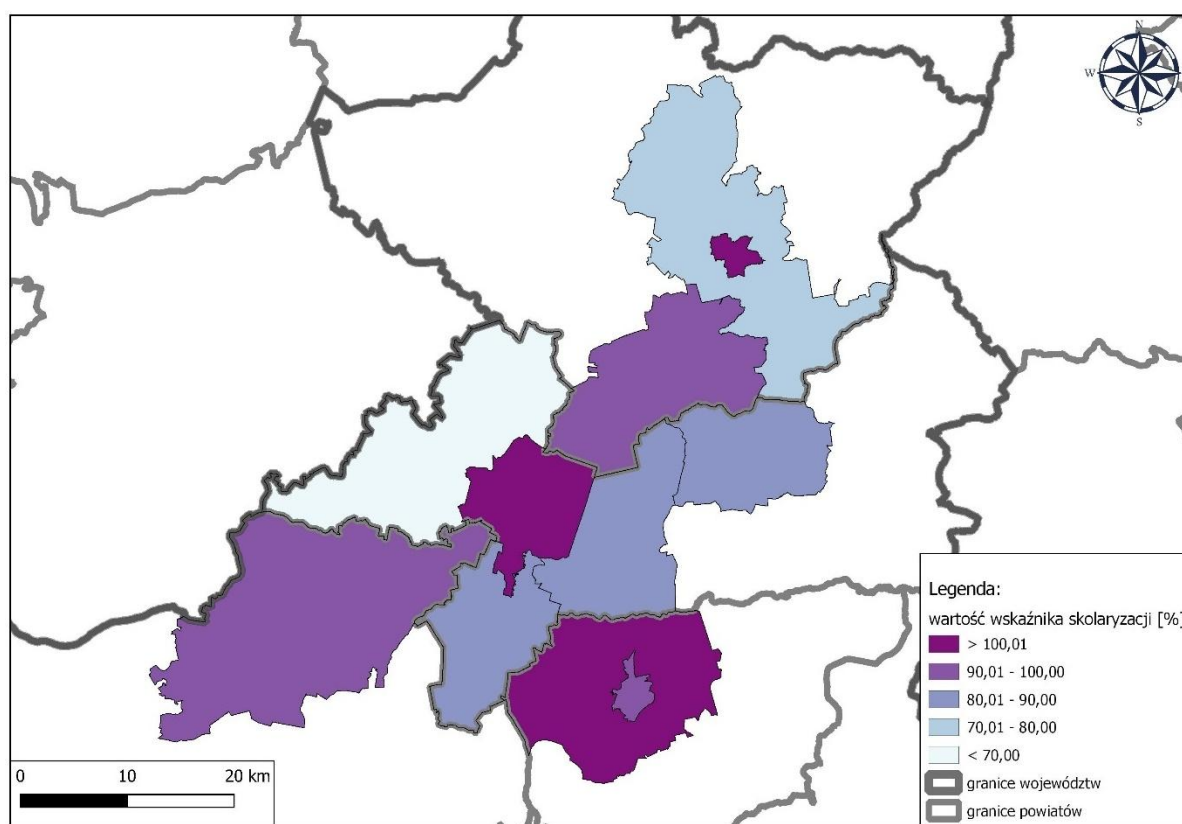 N
W
S
Legenda:
wartość wskaźnika skolaryzacji [%]
> 100,01
90,01 - 100,00
80,01 - 90,00
70,01 - 80,00
< 70,00
granice województw
granice powiatów
0 10 20 km